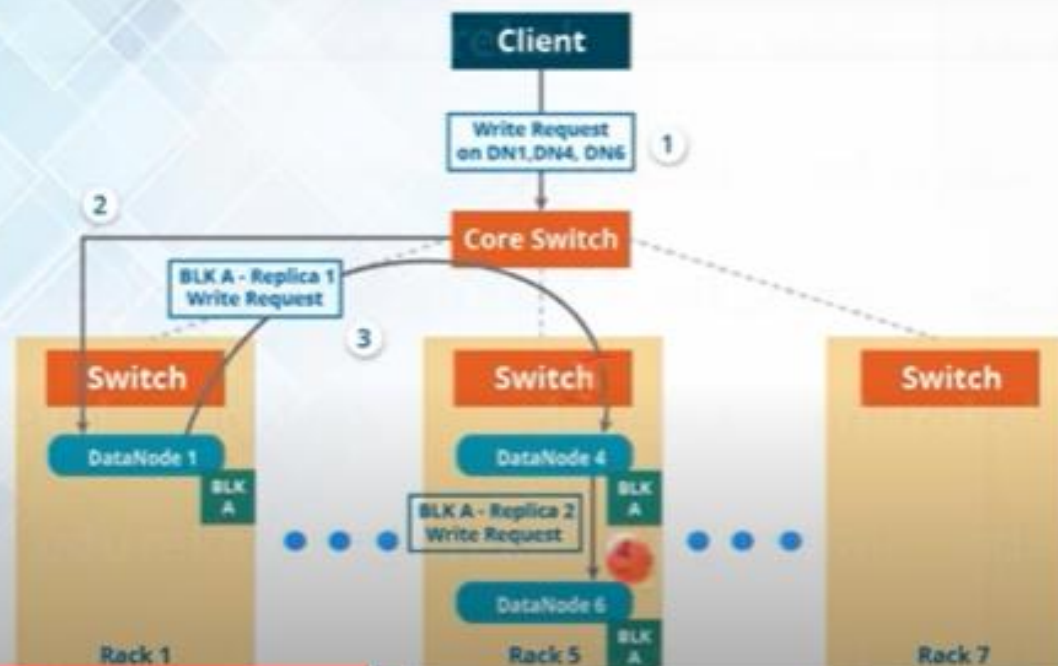 Client
Write Request
on DN1,DN4, DN6
1
2
Core Switch
BLK A - Replica 1
Write Request
3
Switch
Switch
Switch
DataNode 1
DataNode 4
BLK
A
BLK
A
BLK A - Replica 2
Write Request
4
DataNode 6
BLK
A
Rack 1
Rack 5
Rack 7